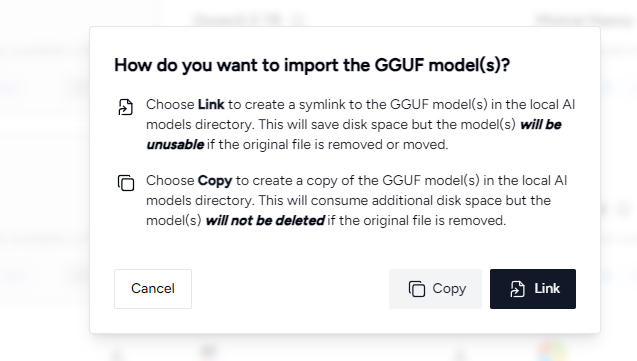 How do you want to import the GGUF model(s)?
Choose Link to create a symlink to the GGUF model(s) in the local AI
models directory. This will save disk space but the model(s) will be
unusable if the original file is removed or moved.
Choose Copy to create a copy of the GGUF model(s) in the local AI
models directory. This will consume additional disk space but the
model(s) will not be deleted if the original file is removed.
Cancel
Copy
Link